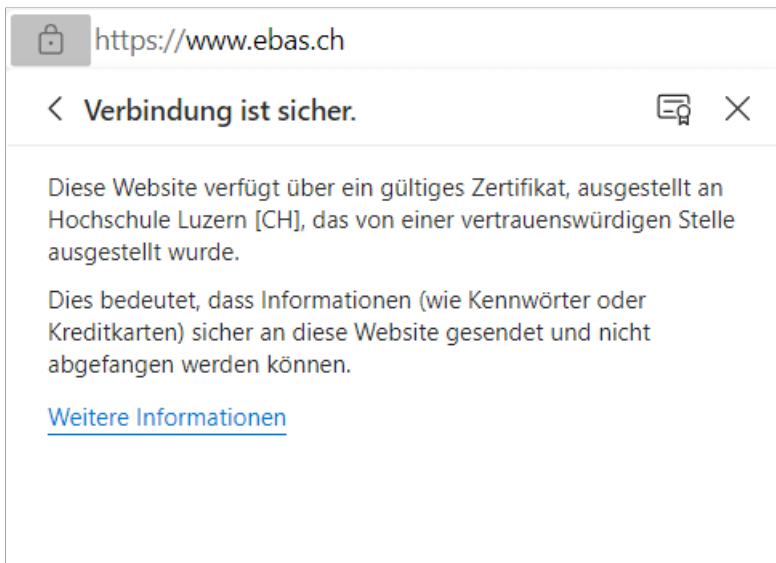 https://www.ebas.ch
Verbindung ist sicher.
Diese Website verfügt über ein gültiges Zertifikat, ausgestellt an
Hochschule Luzern [CH], das von einer vertrauenswürdigen Stelle
ausgestellt wurde.
Dies bedeutet, dass Informationen (wie Kennwörter oder
Kreditkarten) sicher an diese Website gesendet und nicht
abgefangen werden können.
Weitere Informationen